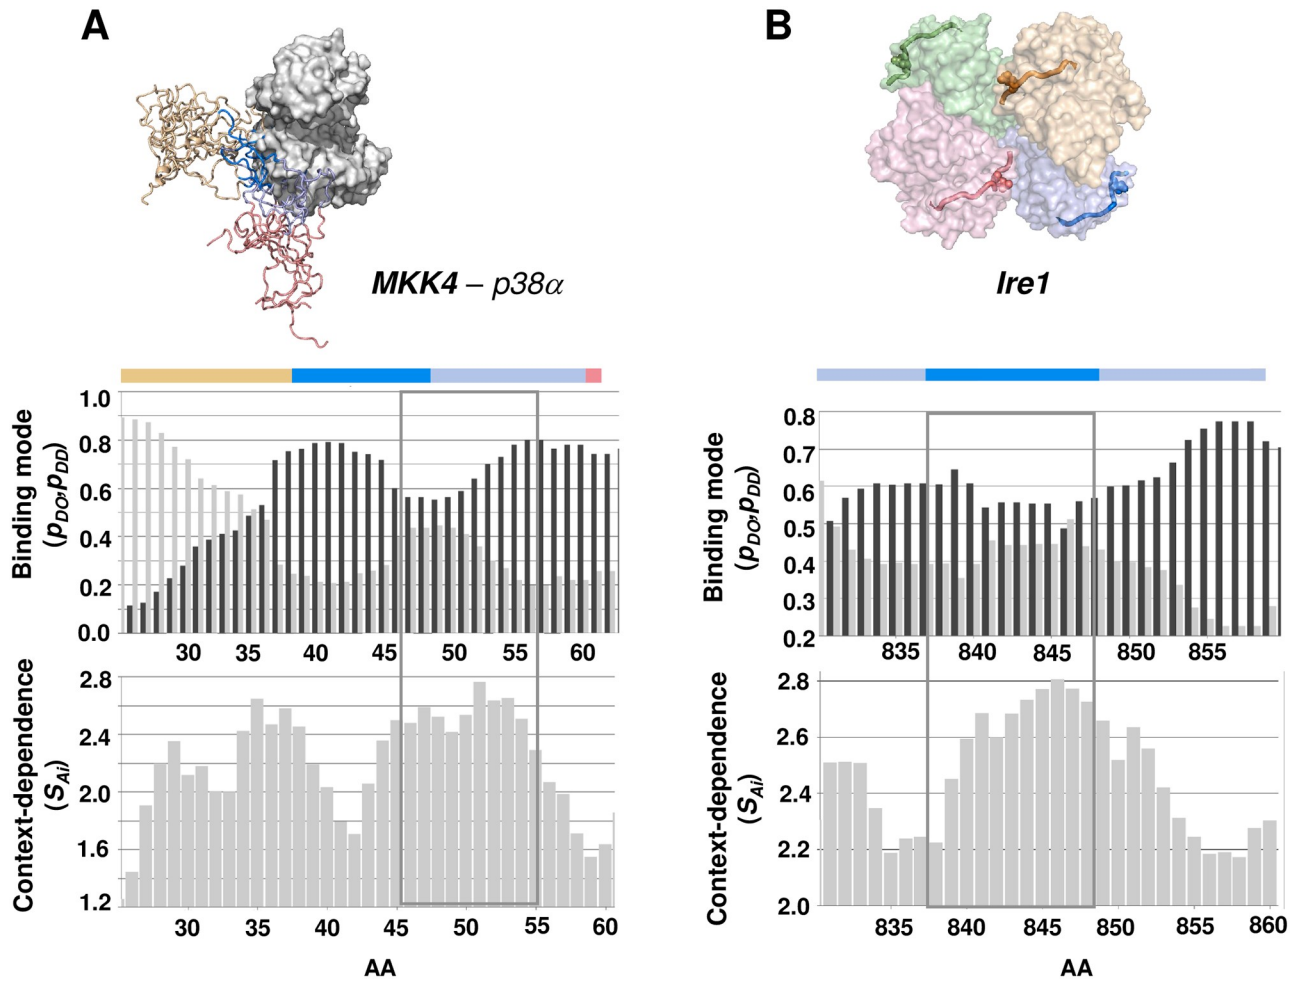 A
B
MKK4 – p38α
Ire1
Binding mode
(pDO,pDD)
1.0
0.8
0.6
0.4
0.2
0.0
30 35 40 45 50 55 60
Context-dependence
(SAi)
2.8
2.4
2.0
1.6
1.2
30 35 40 45 50 55 60
AA
Binding mode
(pDO,pDD)
0.8
0.7
0.6
0.5
0.4
0.3
0.2
835 840 845 850 855
Context-dependence
(SAi)
2.8
2.6
2.4
2.2
2.0
835 840 845 850 855 860
AA